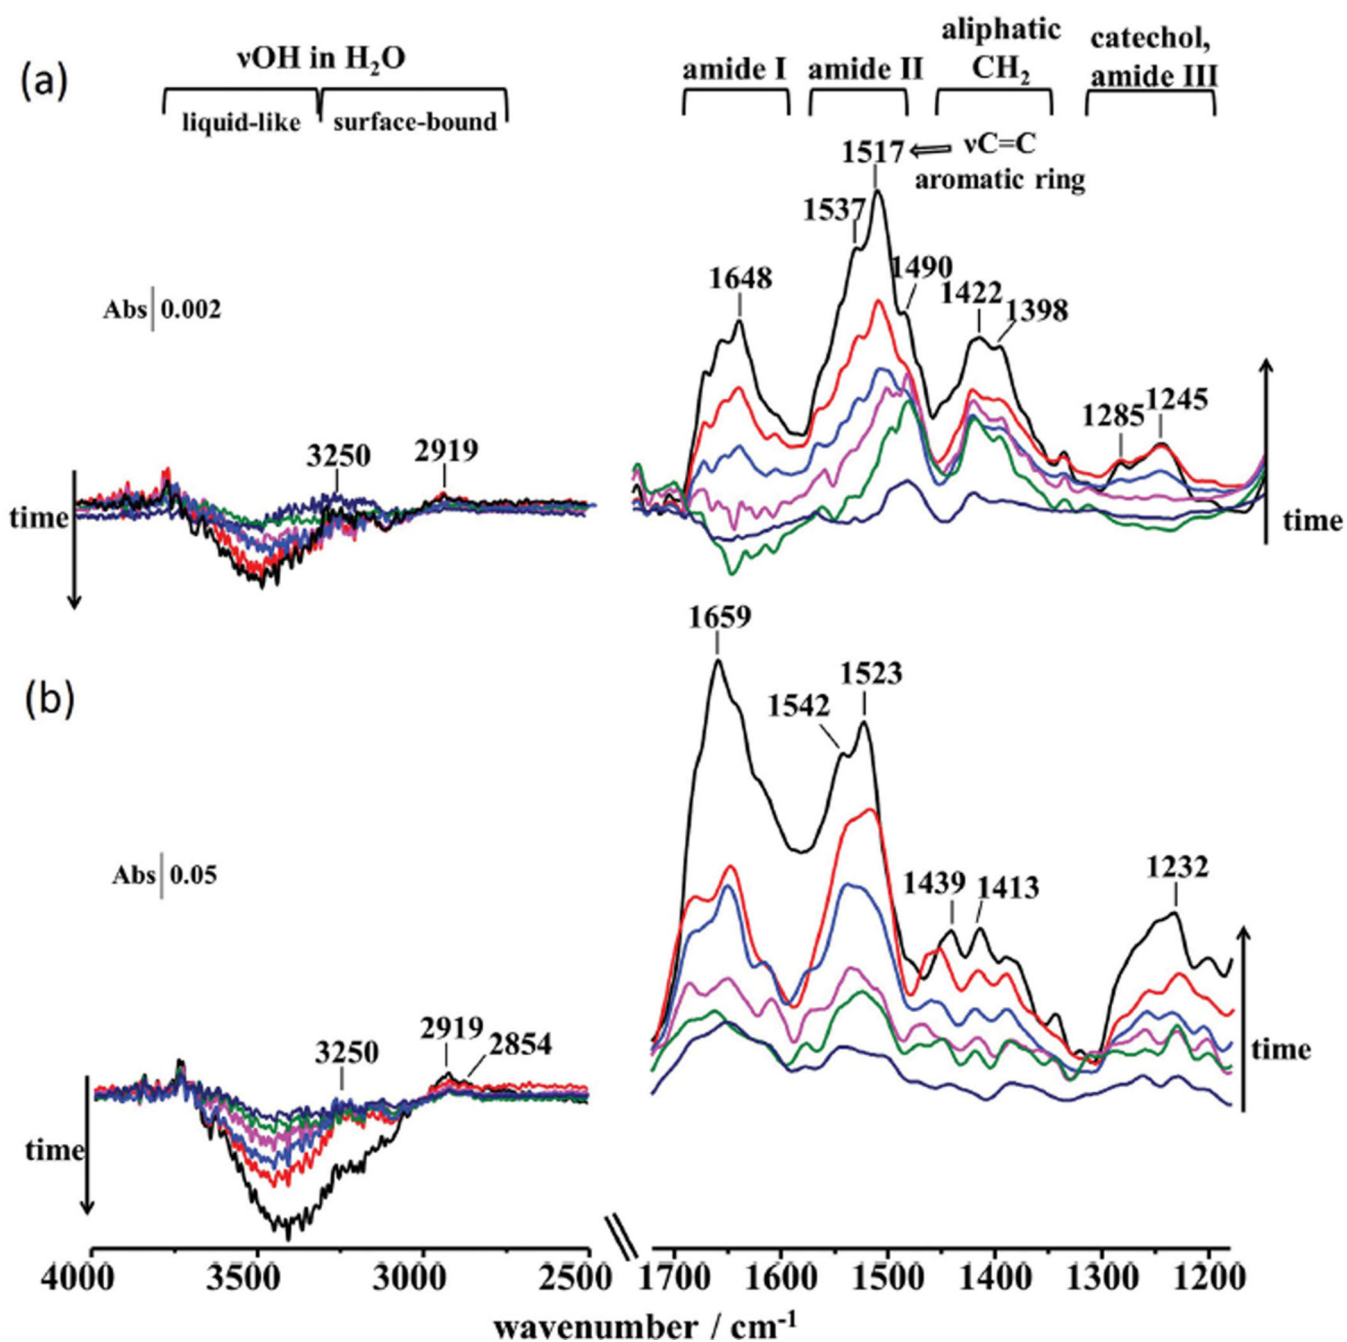 (a)
νOH in H₂O
liquid-like
surface-bound
amide I
amide II
aliphatic
CH₂
catechol,
amide III
1517
νC=C
aromatic ring
1537
1648
1490
1422
1398
1285
1245
Abs 0.002
3250
2919
time
time
(b)
1659
1542
1523
1439
1413
1232
Abs 0.05
3250
2919
2854
time
time
4000
3500
3000
2500
1700
1600
1500
1400
1300
1200
wavenumber / cm⁻¹